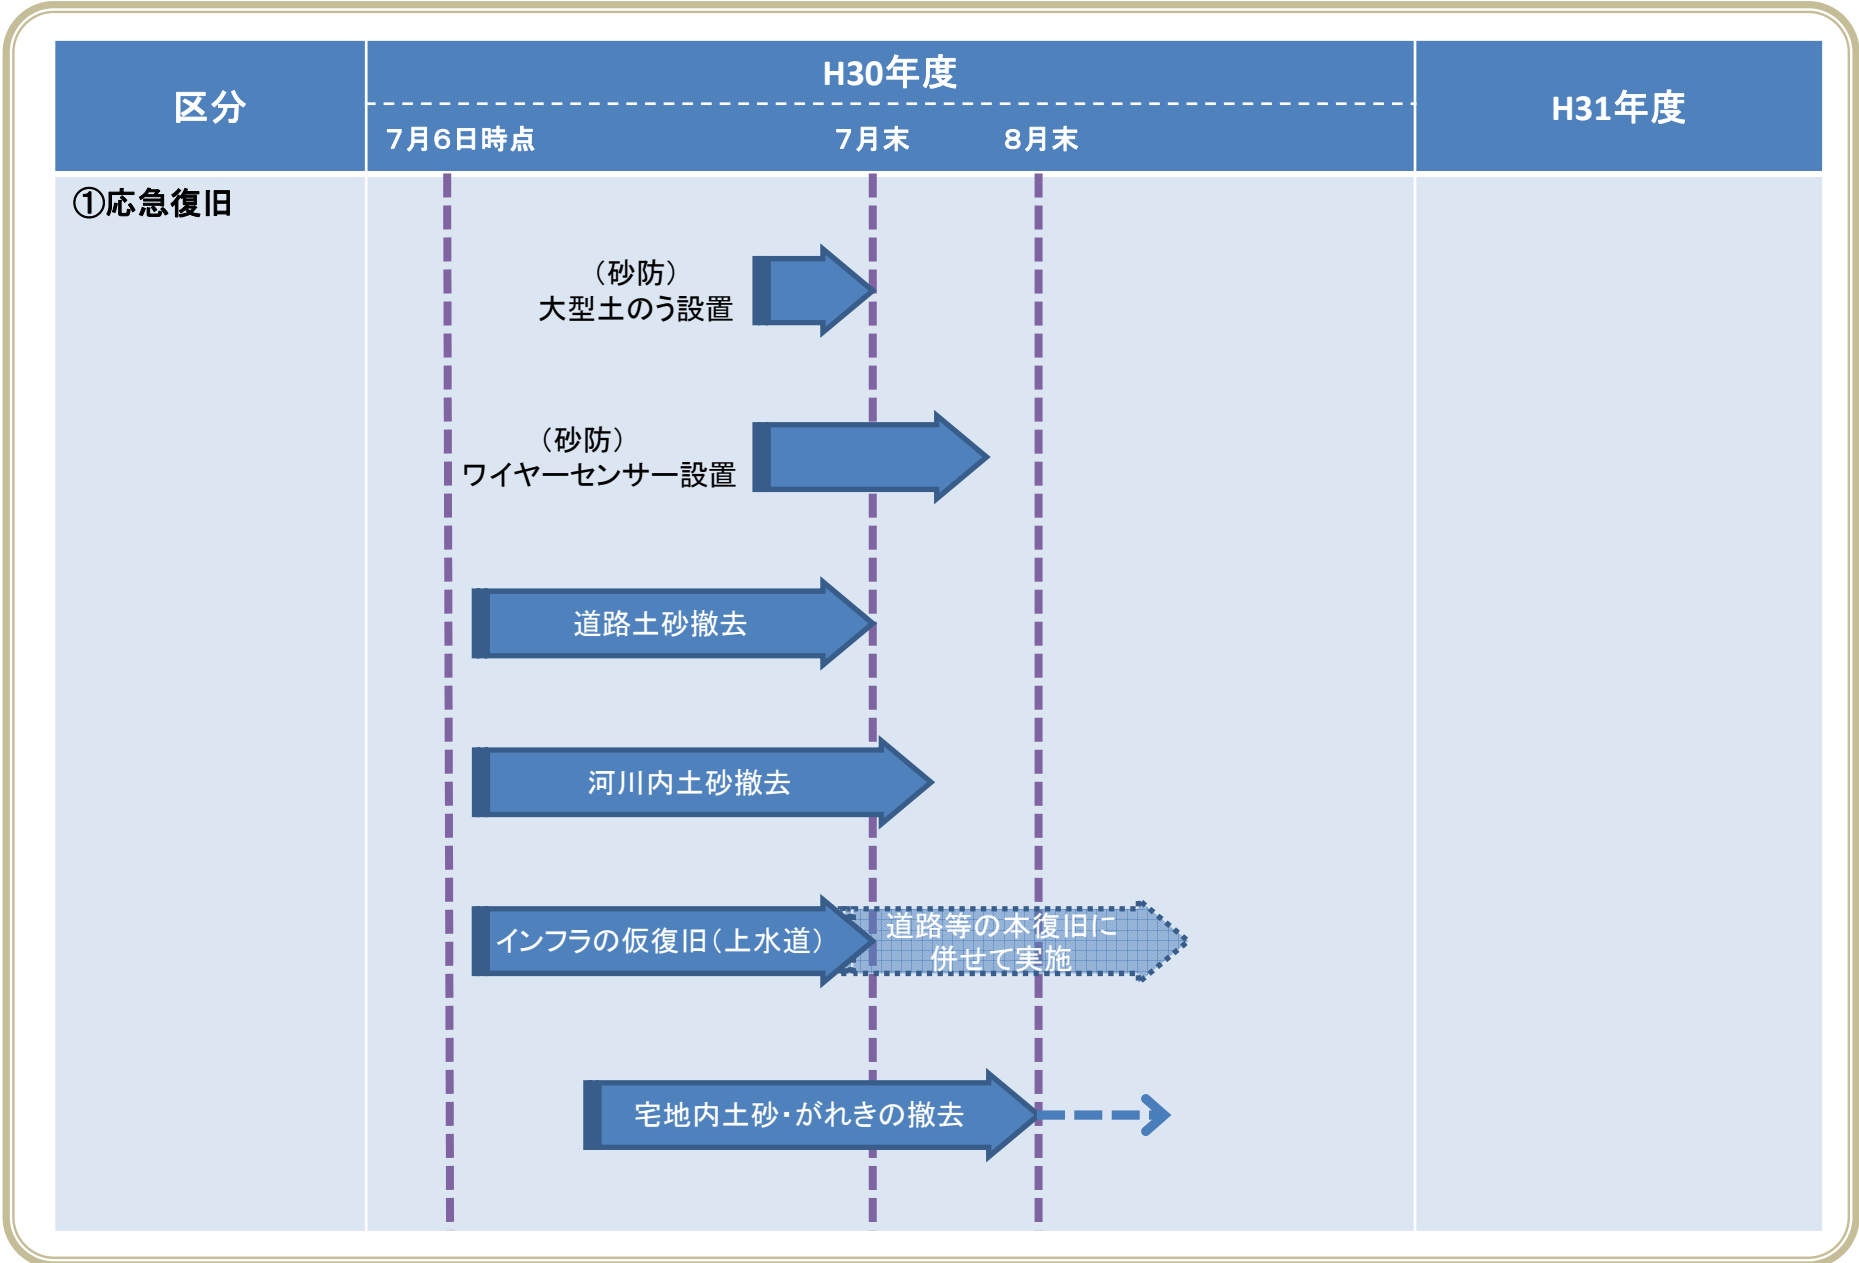 区分
H30年度
H31年度
７月６日時点
７月末
８月末
①応急復旧
（砂防）
大型土のう設置
（砂防）
ワイヤーセンサー設置
道路土砂撤去
河川内土砂撤去
インフラの仮復旧（上水道）
道路等の本復旧に
併せて実施
宅地内土砂・がれきの撤去